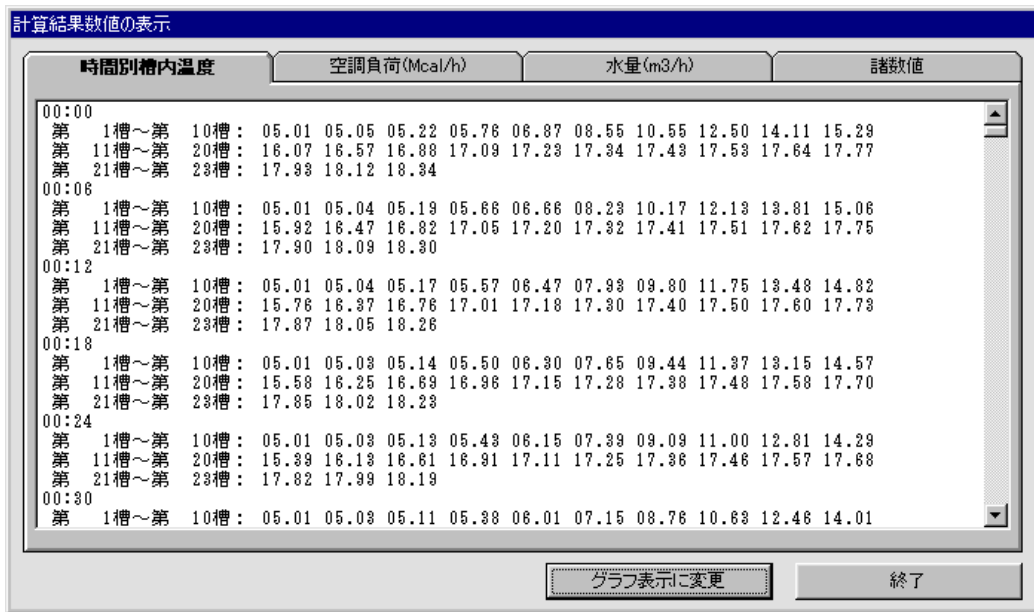 計算結果数値の表示
時間別槽内温度 空調負荷(Mcal/h) 水量(m3/h) 諸数値
00:00
第 1槽~第 10槽: 05.01 05.05 05.22 05.76 06.87 08.55 10.55 12.50 14.11 15.29
第 11槽~第 20槽: 16.07 16.57 16.88 17.09 17.23 17.34 17.43 17.53 17.64 17.77
第 21槽~第 23槽: 17.93 18.12 18.34
00:06
第 1槽~第 10槽: 05.01 05.04 05.19 05.66 06.66 08.23 10.17 12.13 13.81 15.06
第 11槽~第 20槽: 15.92 16.47 16.82 17.05 17.20 17.32 17.41 17.51 17.62 17.75
第 21槽~第 23槽: 17.90 18.09 18.30
00:12
第 1槽~第 10槽: 05.01 05.04 05.17 05.57 06.47 07.93 09.80 11.75 13.48 14.82
第 11槽~第 20槽: 15.76 16.37 16.76 17.01 17.18 17.30 17.40 17.50 17.60 17.73
第 21槽~第 23槽: 17.87 18.05 18.26
00:18
第 1槽~第 10槽: 05.01 05.03 05.14 05.50 06.30 07.65 09.44 11.37 13.15 14.57
第 11槽~第 20槽: 15.58 16.25 16.69 16.96 17.15 17.28 17.38 17.48 17.58 17.70
第 21槽~第 23槽: 17.85 18.02 18.23
00:24
第 1槽~第 10槽: 05.01 05.03 05.13 05.43 06.15 07.39 09.09 11.00 12.81 14.29
第 11槽~第 20槽: 15.39 16.13 16.61 16.91 17.11 17.25 17.36 17.46 17.57 17.68
第 21槽~第 23槽: 17.82 17.99 18.19
00:30
第 1槽~第 10槽: 05.01 05.03 05.11 05.38 06.01 07.15 08.76 10.63 12.46 14.01
グラフ表示に変更 終了